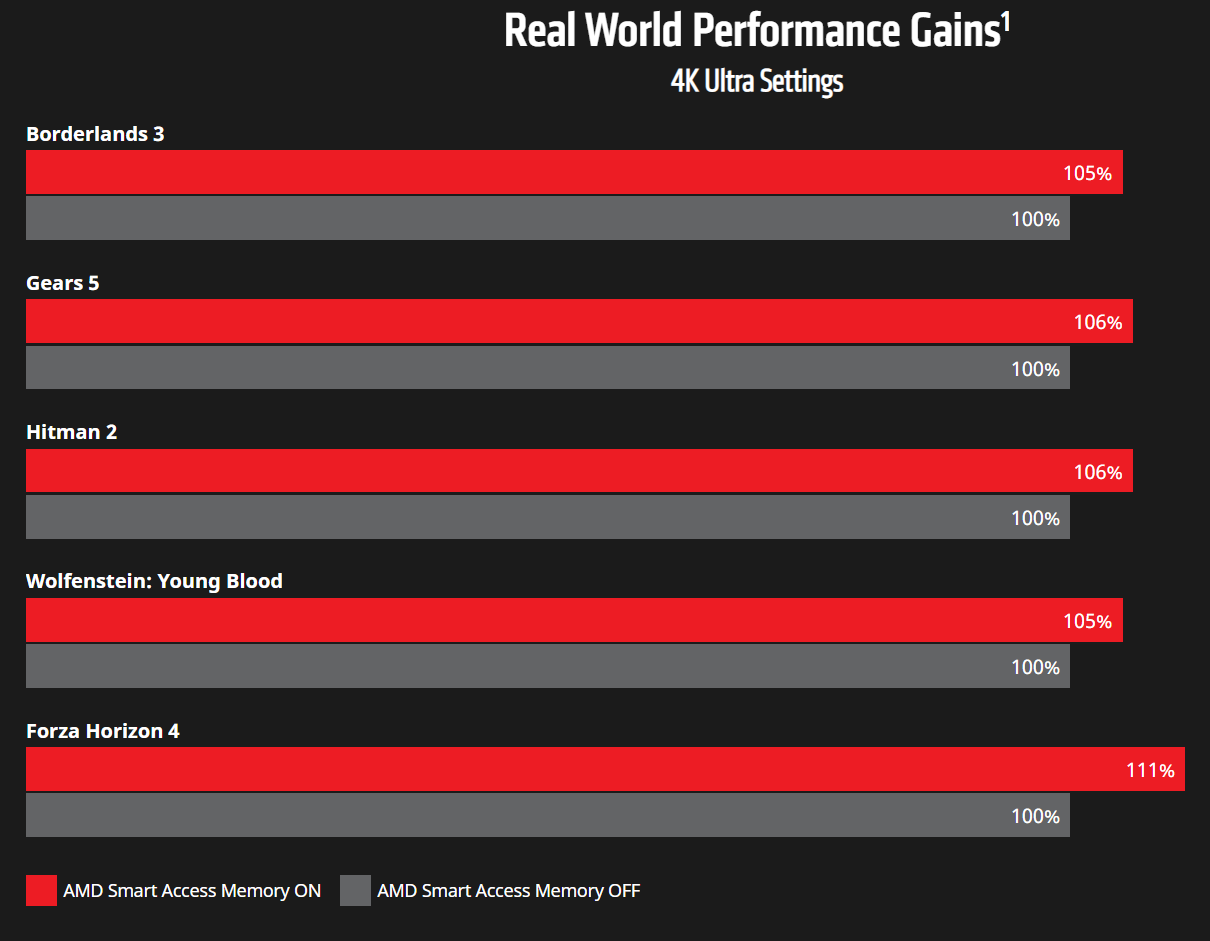 Real World Performance Gains¹
4K Ultra Settings
Borderlands 3
105%
100%
Gears 5
106%
100%
Hitman 2
106%
100%
Wolfenstein: Young Blood
105%
100%
Forza Horizon 4
111%
100%
AMD Smart Access Memory ON AMD Smart Access Memory OFF